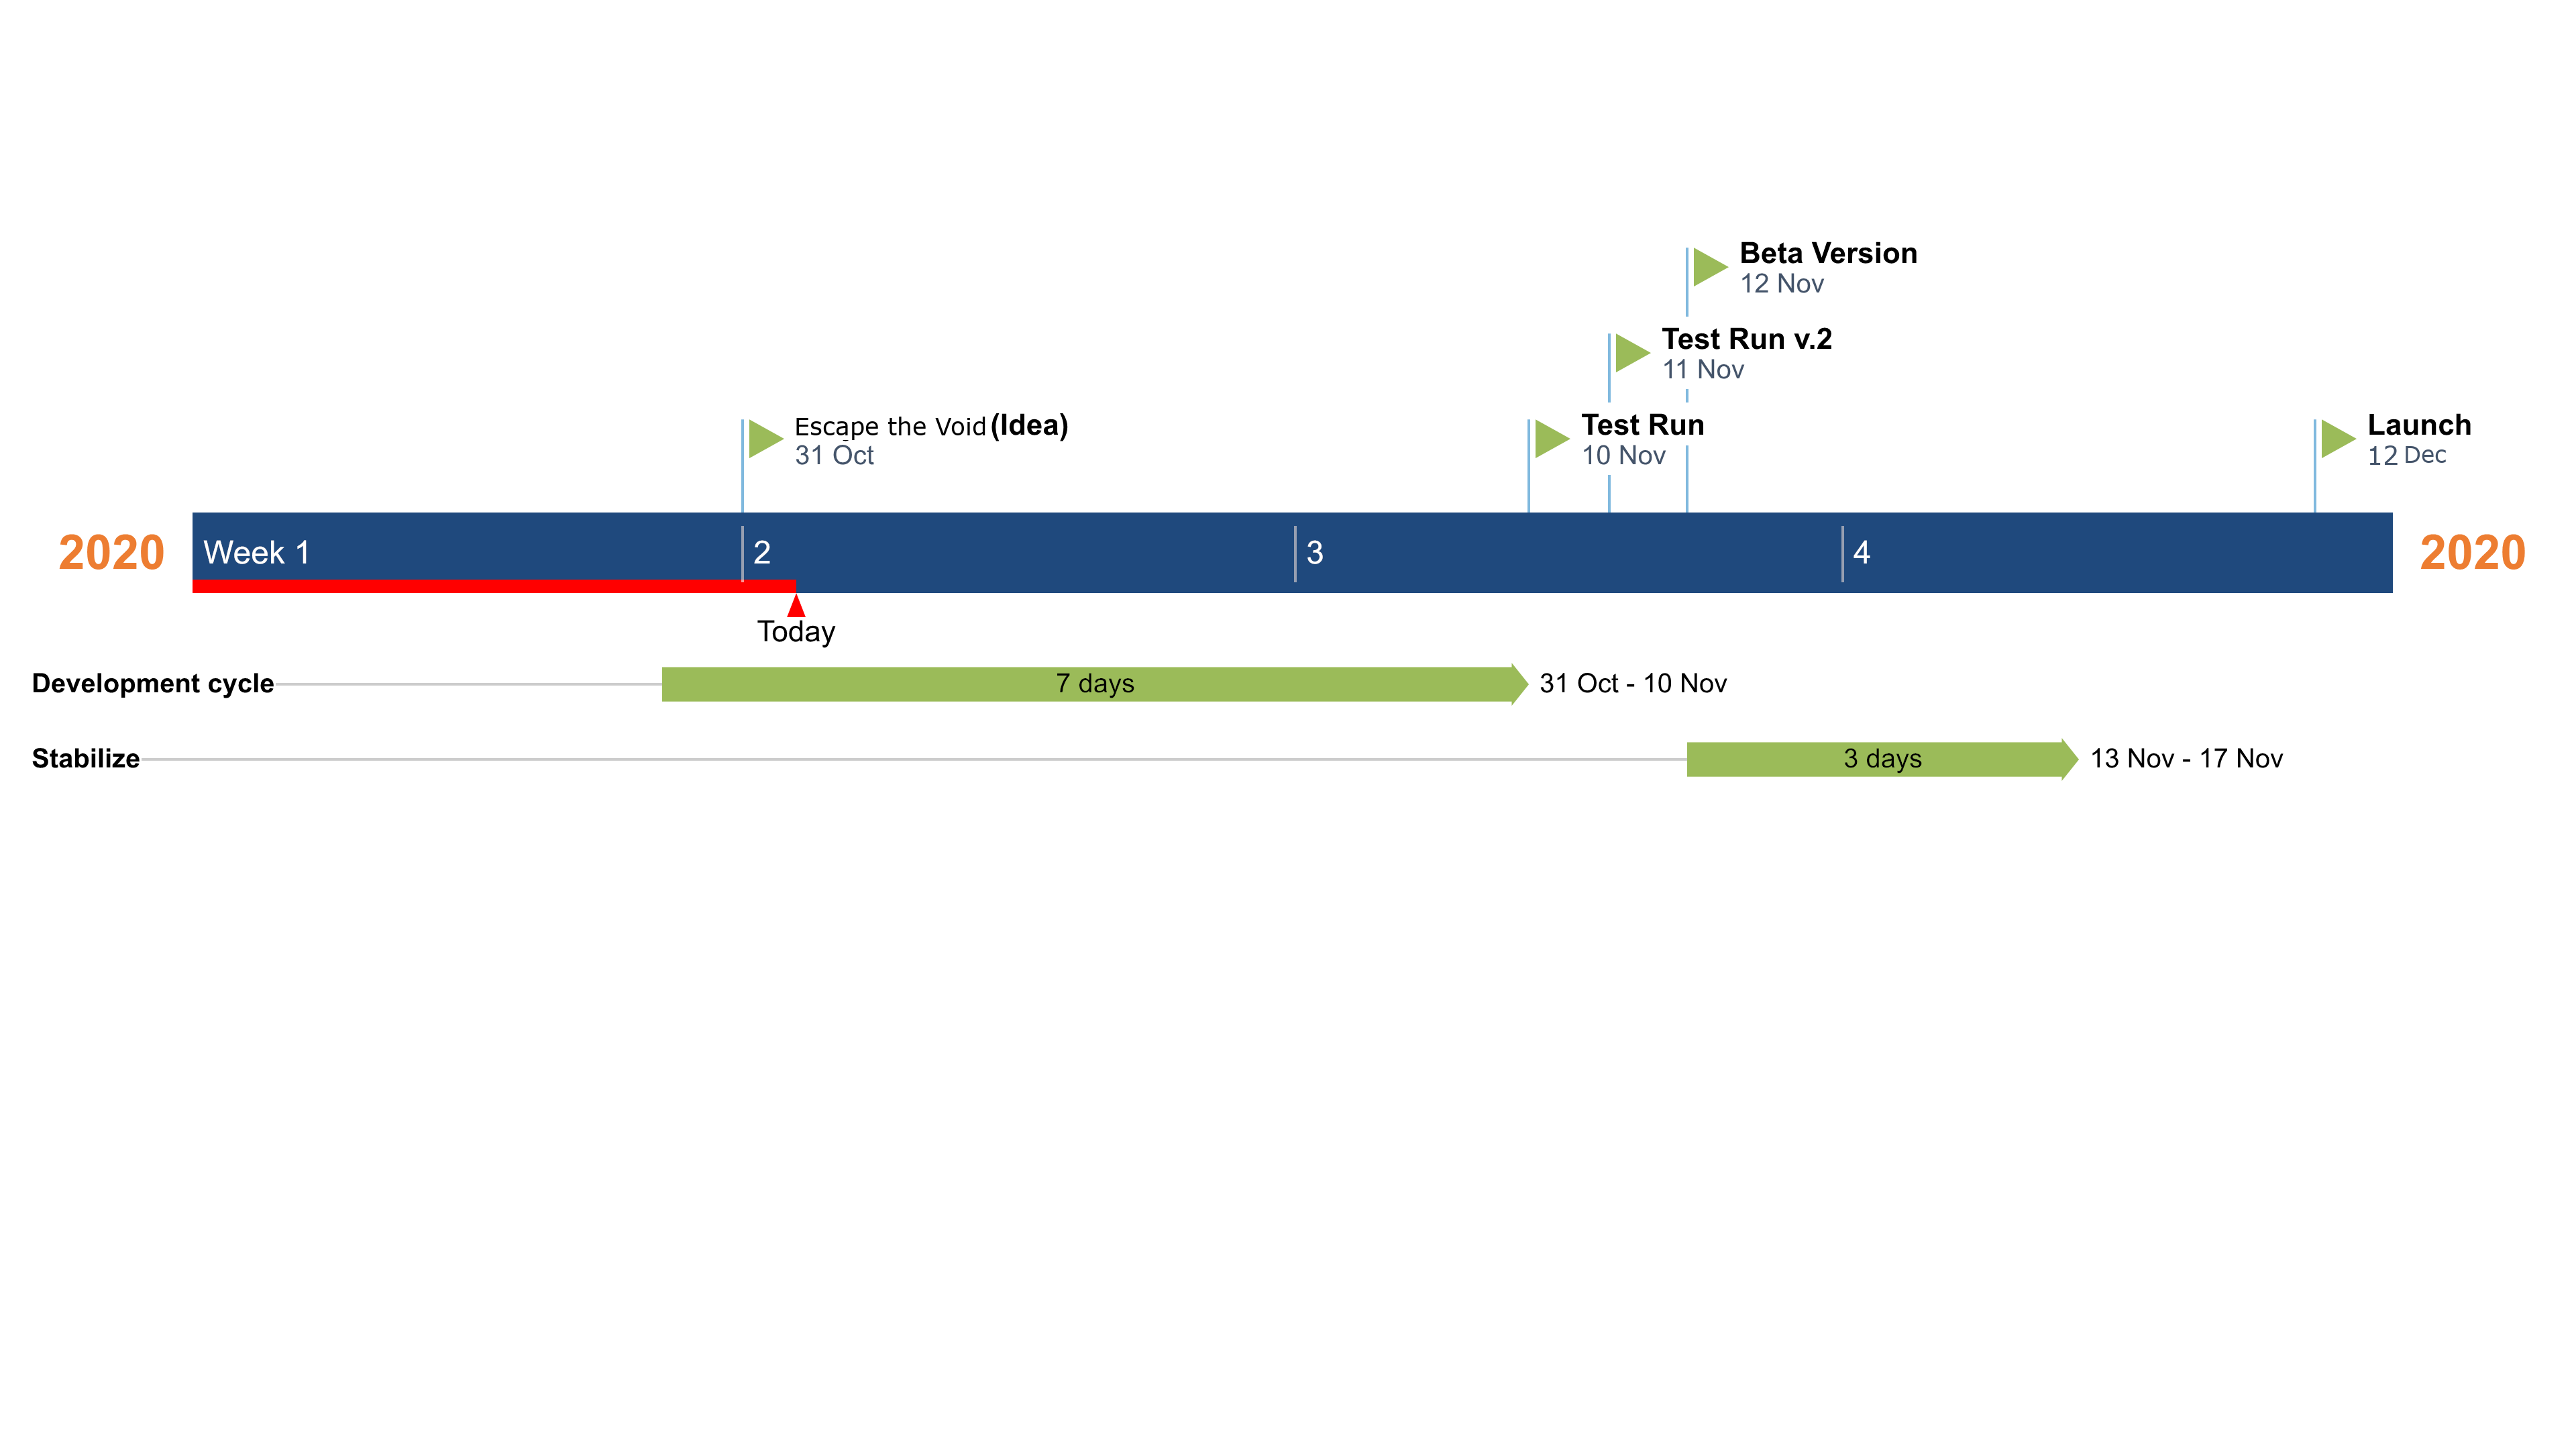 Beta Version
12 Nov
Test Run v.2
11 Nov
Escape the Void (Idea)
31 Oct
Test Run
10 Nov
Launch
12 Dec
2020
Week 1
2
3
4
2020
Today
Development cycle
7 days
31 Oct - 10 Nov
Stabilize
3 days
13 Nov - 17 Nov